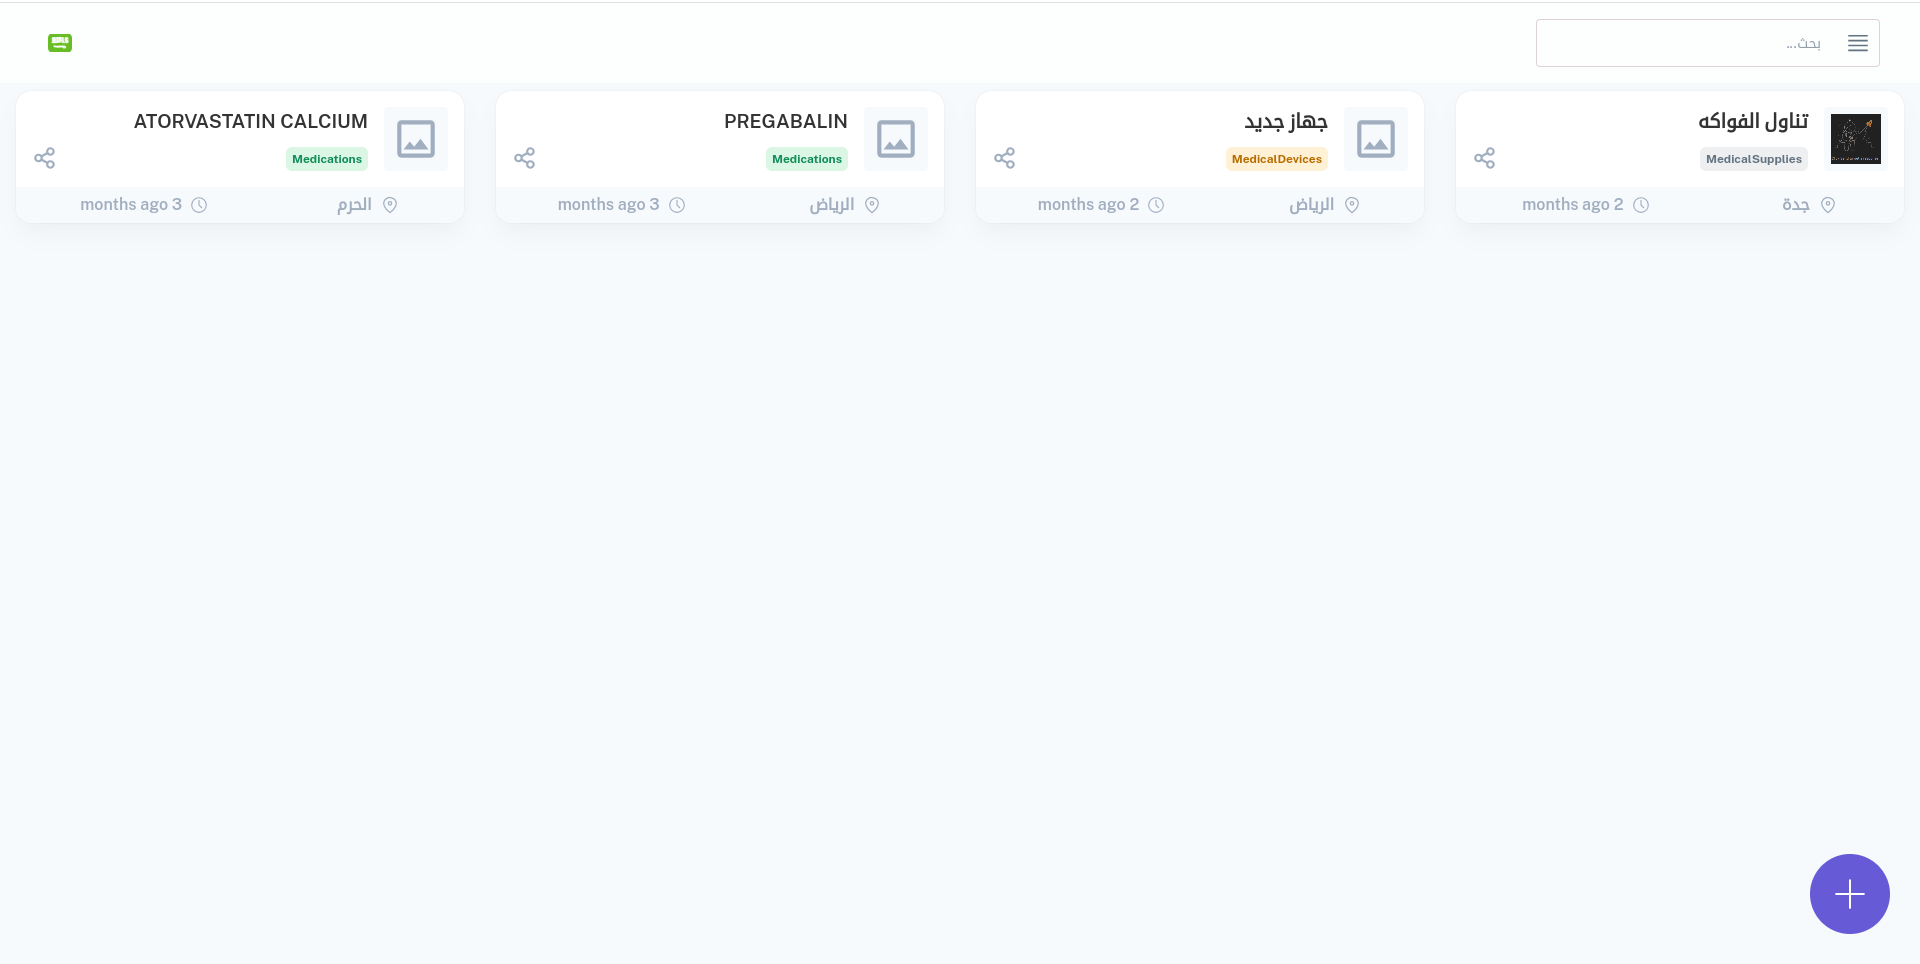 بحث...
تناول الفواكه
MedicalSupplies
جدة
months ago 2
جهاز جديد
MedicalDevices
الرياض
months ago 2
PREGABALIN
Medications
الرياض
months ago 3
ATORVASTATIN CALCIUM
Medications
الحرم
months ago 3